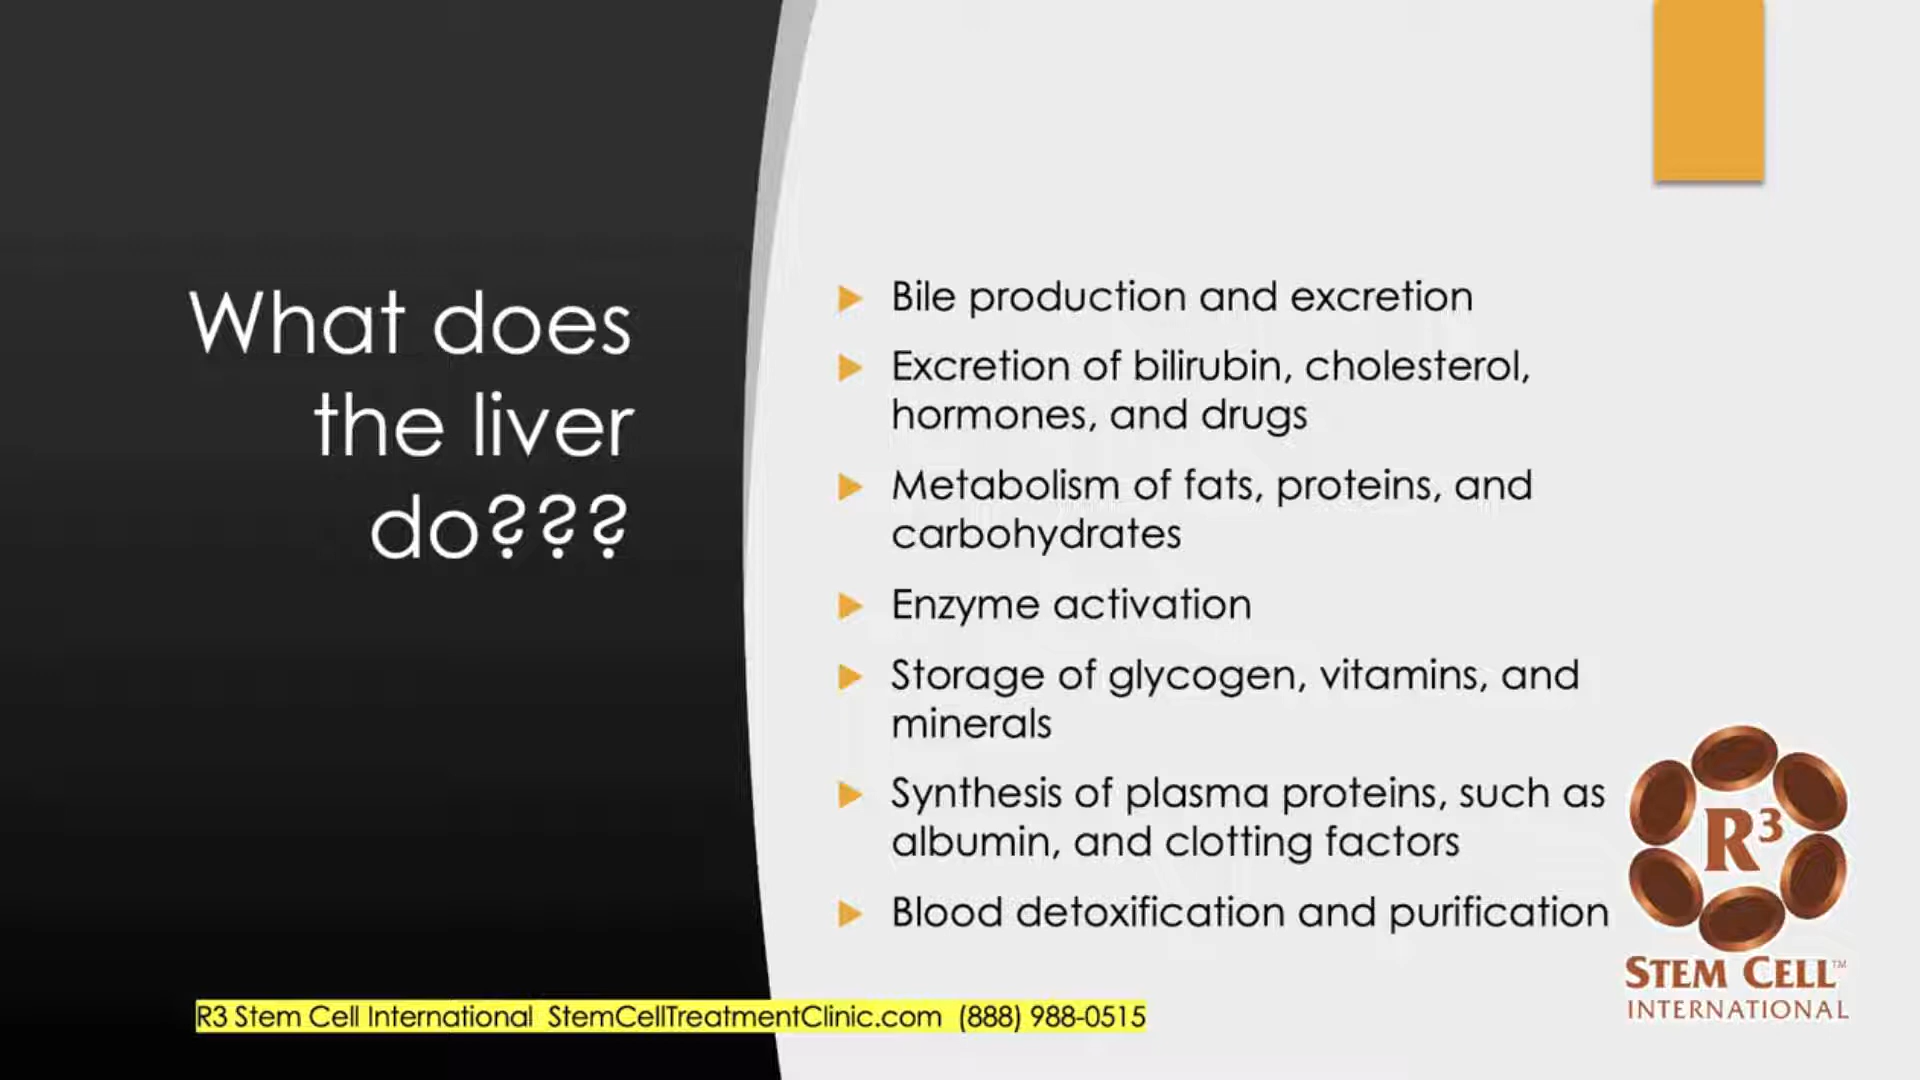 What does
the liver
do???
Bile production and excretion
Excretion of bilirubin, cholesterol,
hormones, and drugs
Metabolism of fats, proteins, and
carbohydrates
Enzyme activation
Storage of glycogen, vitamins, and
minerals
Synthesis of plasma proteins, such as
albumin, and clotting factors
Blood detoxification and purification
R³
STEM CELL™
INTERNATIONAL
R3 Stem Cell International StemCellTreatmentClinic.com (888) 988-0515